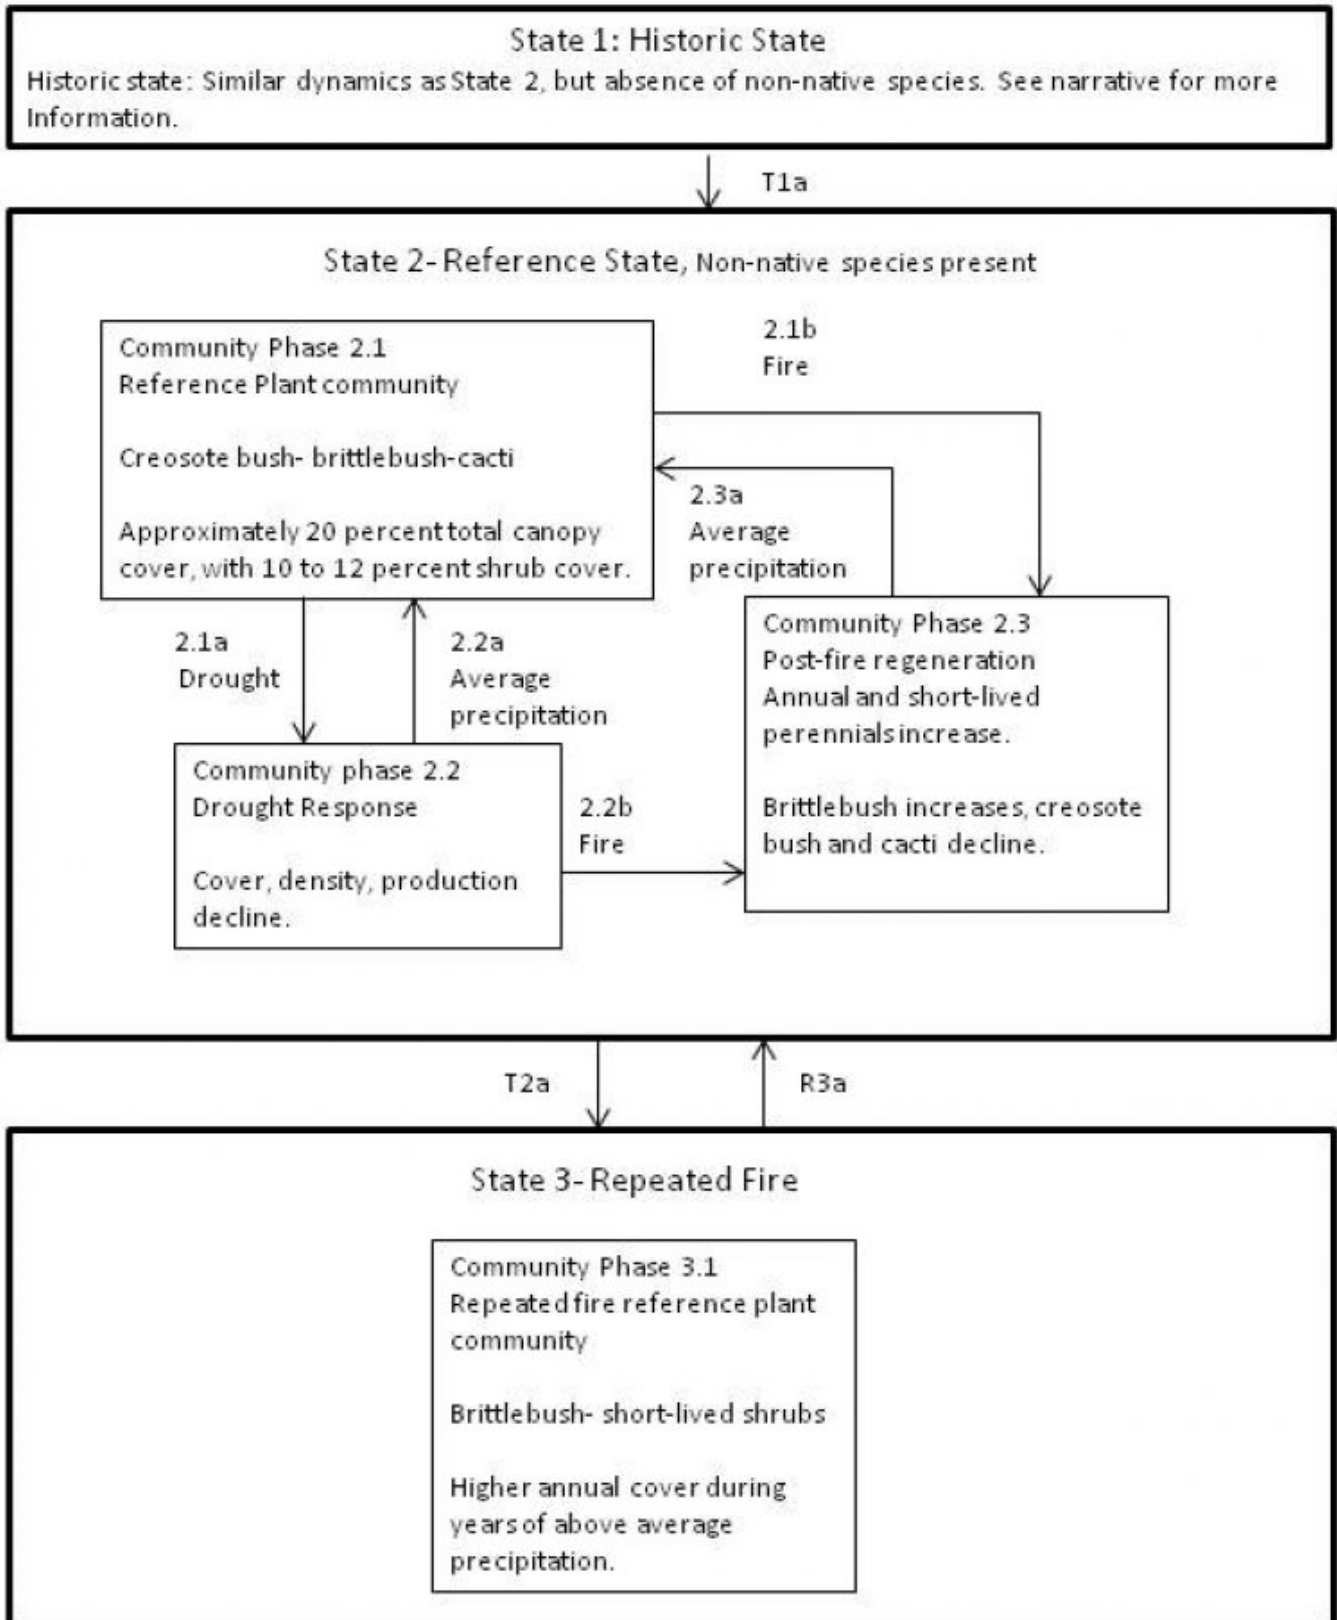 State 1: Historic State
Historic state: Similar dynamics as State 2, but absence of non-native species. See narrative for more
Information.
T1a
State 2- Reference State, Non-native species present
Community Phase 2.1
Reference Plant community
Creosote bush- brittlebush-cacti
Approximately 20 percent total canopy
cover, with 10 to 12 percent shrub cover.
2.1b
Fire
2.3a
Average
precipitation
2.1a
Drought
2.2a
Average
precipitation
Community Phase 2.3
Post-fire regeneration
Annual and short-lived
perennials increase.
Brittlebush increases, creosote
bush and cacti decline.
Community phase 2.2
Drought Response
Cover, density, production
decline.
2.2b
Fire
T2a
R3a
State 3- Repeated Fire
Community Phase 3.1
Repeated fire reference plant
community
Brittlebush- short-lived shrubs
Higher annual cover during
years of above average
precipitation.